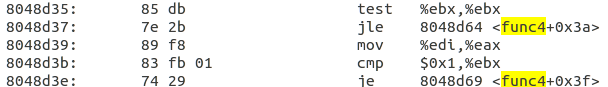 8048d35: 85 db test %ebx,%ebx
8048d37: 7e 2b jle 8048d64 <func4+0x3a>
8048d39: 89 f8 mov %edi,%eax
8048d3b: 83 fb 01 cmp $0x1,%ebx
8048d3e: 74 29 je 8048d69 <func4+0x3f>